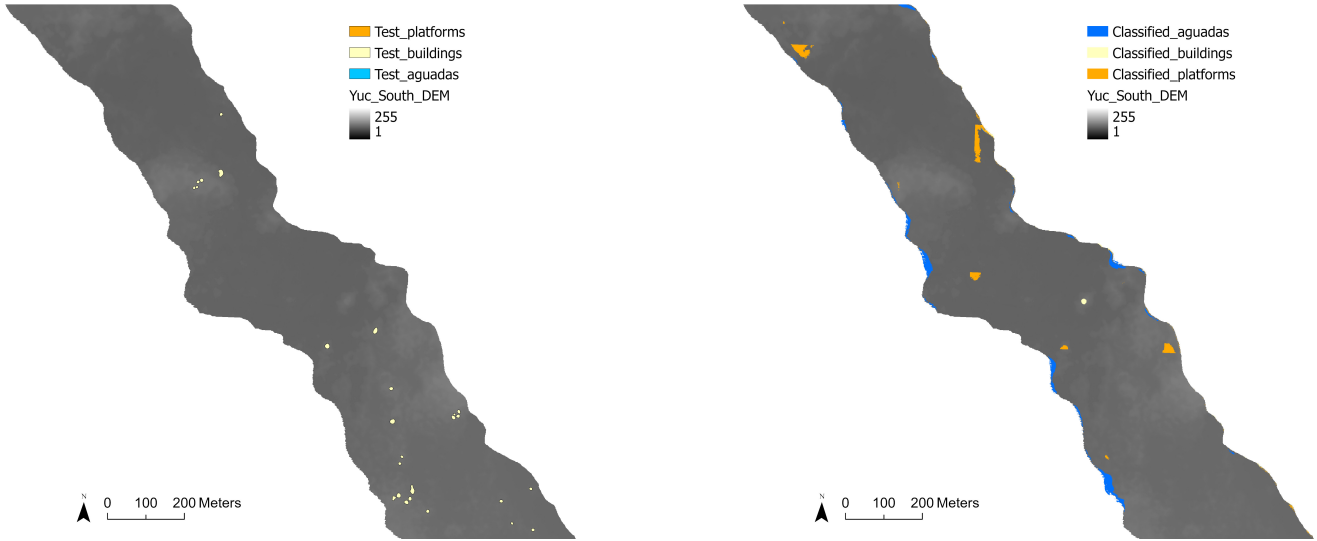 Test_platforms
Test_buildings
Test_aguadas
Yuc_South_DEM
255
1
N
0 100 200 Meters
Classified_aguadas
Classified_buildings
Classified_platforms
Yuc_South_DEM
255
1
N
0 100 200 Meters